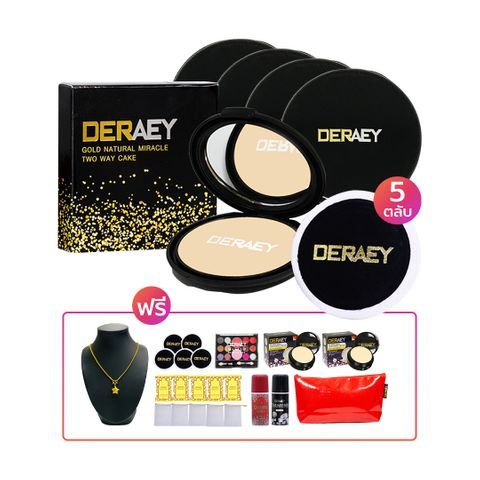 DERAEY
GOLD NATURAL MIRACLE
TWO WAY CAKE
DERAEY
DERAEY
DERAEY
5
ตลับ
ฟรี
DERAEY